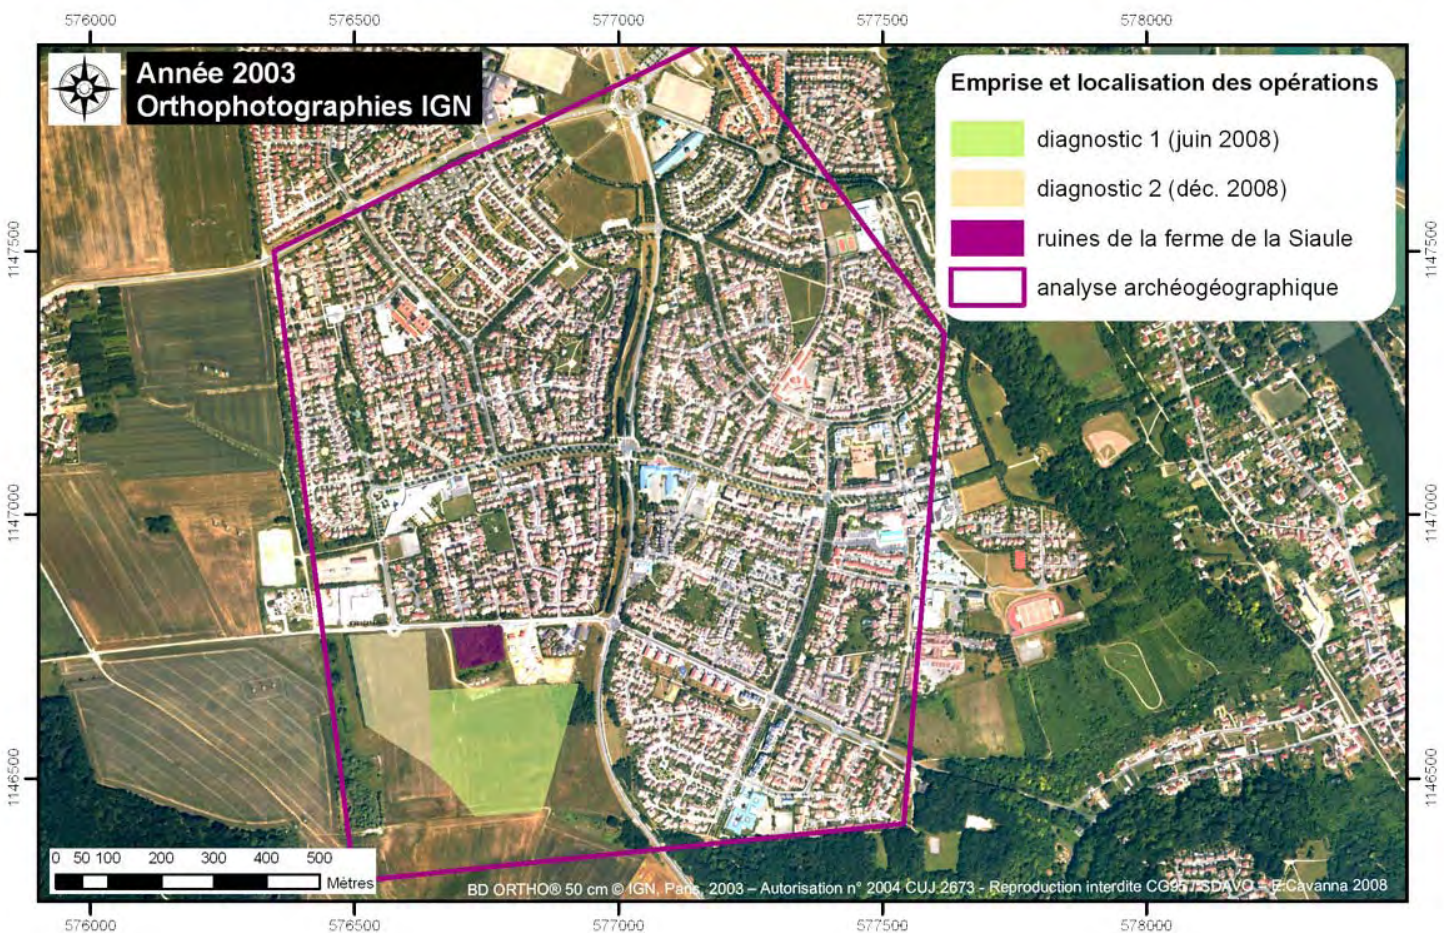 576000 576500 577000 577500 578000
Année 2003
Orthophotographies IGN
Emprise et localisation des opérations
diagnostic 1 (juin 2008)
diagnostic 2 (déc. 2008)
ruines de la ferme de la Siaule
analyse archéogéographique
1147500 1147500
1147000 1147000
1146500 1146500
0 50 100 200 300 400 500
Mètres
BD ORTHO® 50 cm © IGN, Paris, 2003 – Autorisation n° 2004 CUJ 2673 - Reproduction interdite CG95 / SDAVO – E.Cavanna 2008
576000 576500 577000 577500 578000